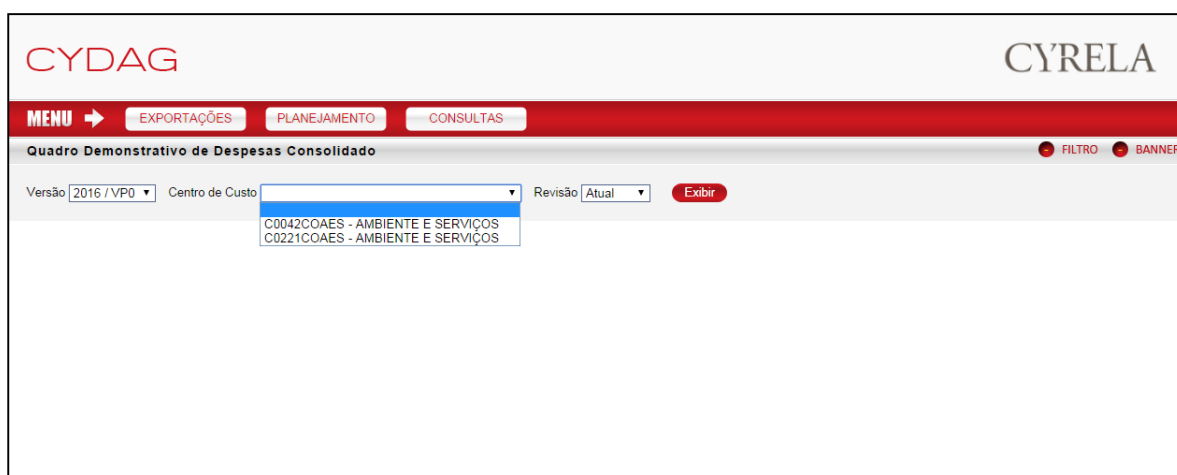 CYDAG
CYRELA
MENU EXPORTAÇÕES PLANEJAMENTO CONSULTAS
Quadro Demonstrativo de Despesas Consolidado FILTRO BANNER
Versão 2016 / VP0 Centro de Custo Revisão Atual Exibir
C0042COAES - AMBIENTE E SERVIÇOS
C0221COAES - AMBIENTE E SERVIÇOS